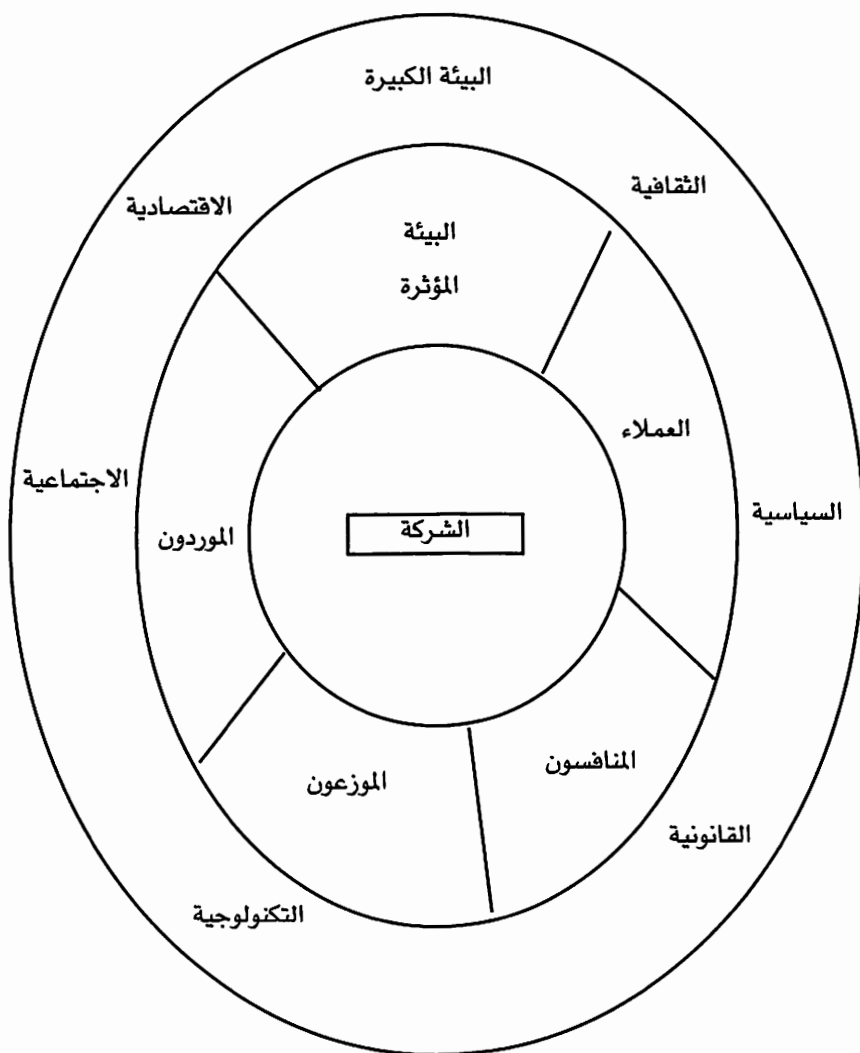 البيئة الكبيرة
الثقافية
الاقتصادية
البيئة
المؤثرة
العملاء
الاجتماعية
السياسية
الشركة
الموردون
المنافسون
الموزعون
القانونية
التكنولوجية